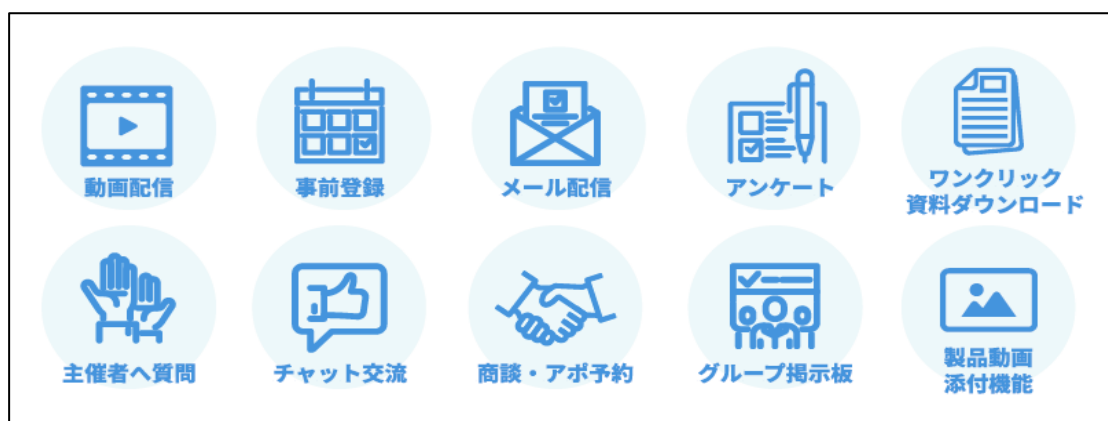 動画配信
事前登録
メール配信
アンケート
ワンクリック
資料ダウンロード
主催者へ質問
チャット交流
商談・アポ予約
グループ掲示板
製品動画
添付機能